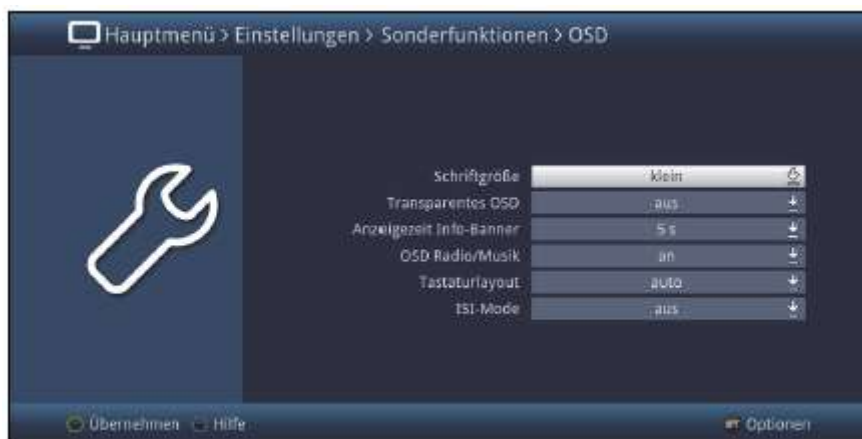 Hauptmenü > Einstellungen > Sonderfunktionen > OSD
Schriftgröße klein
Transparentes OSD aus
Anzeigezeit Info-Banner 5 s
OSD Radio/Musik an
Tastaturlayout auto
ISI-Mode aus
Übernehmen Hilfe Optionen